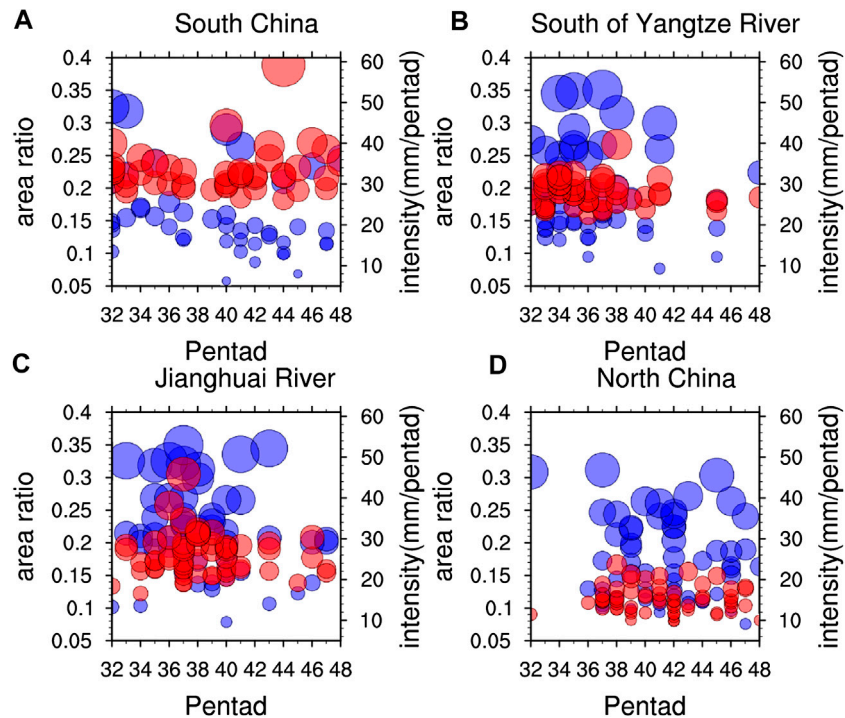 A
South China
0.4
0.35
0.3
0.25
0.2
0.15
0.1
0.05
area ratio
60
50
40
30
20
10
intensity(mm/pentad)
32 34 36 38 40 42 44 46 48
Pentad
B
South of Yangtze River
0.4
0.35
0.3
0.25
0.2
0.15
0.1
0.05
area ratio
60
50
40
30
20
10
intensity(mm/pentad)
32 34 36 38 40 42 44 46 48
Pentad
C
Jianghuai River
0.4
0.35
0.3
0.25
0.2
0.15
0.1
0.05
area ratio
60
50
40
30
20
10
intensity(mm/pentad)
32 34 36 38 40 42 44 46 48
Pentad
D
North China
0.4
0.35
0.3
0.25
0.2
0.15
0.1
0.05
area ratio
60
50
40
30
20
10
intensity(mm/pentad)
32 34 36 38 40 42 44 46 48
Pentad